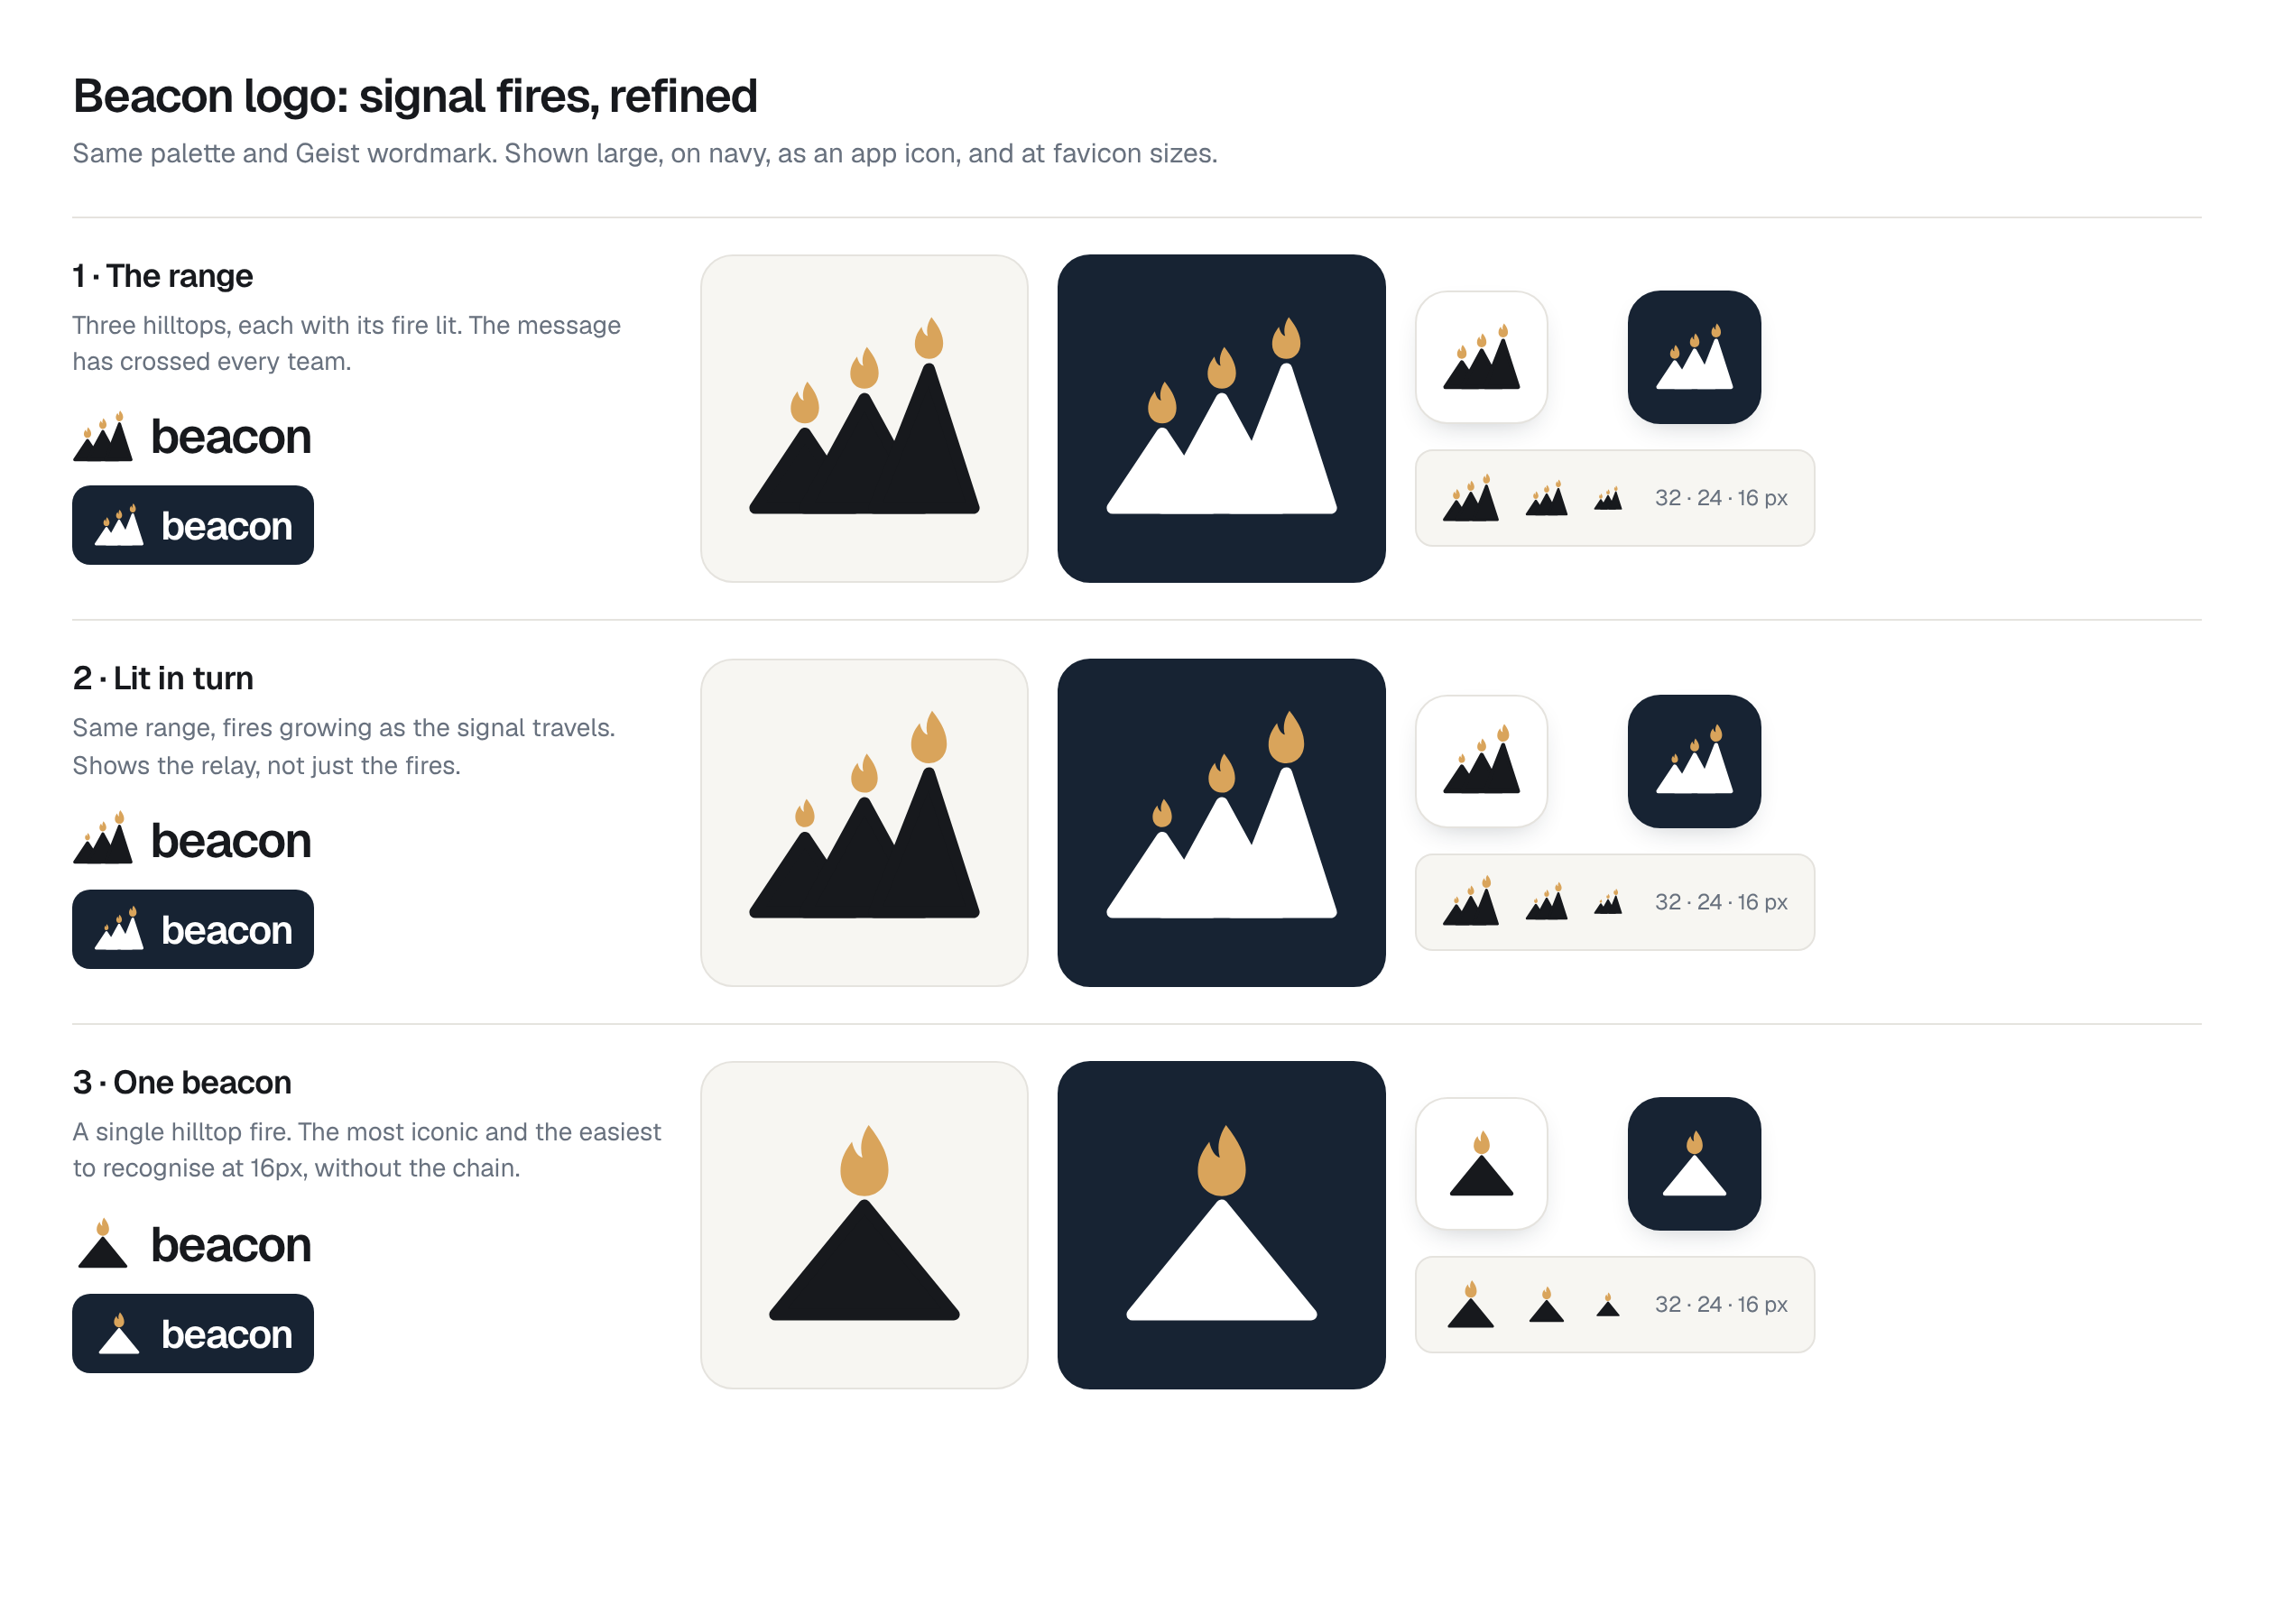 Beacon logo: signal fires, refined
Same palette and Geist wordmark. Shown large, on navy, as an app icon, and at favicon sizes.
1 · The range
Three hilltops, each with its fire lit. The message
has crossed every team.
beacon
beacon
32 · 24 · 16 px
2 · Lit in turn
Same range, fires growing as the signal travels.
Shows the relay, not just the fires.
beacon
beacon
32 · 24 · 16 px
3 · One beacon
A single hilltop fire. The most iconic and the easiest
to recognise at 16px, without the chain.
beacon
beacon
32 · 24 · 16 px